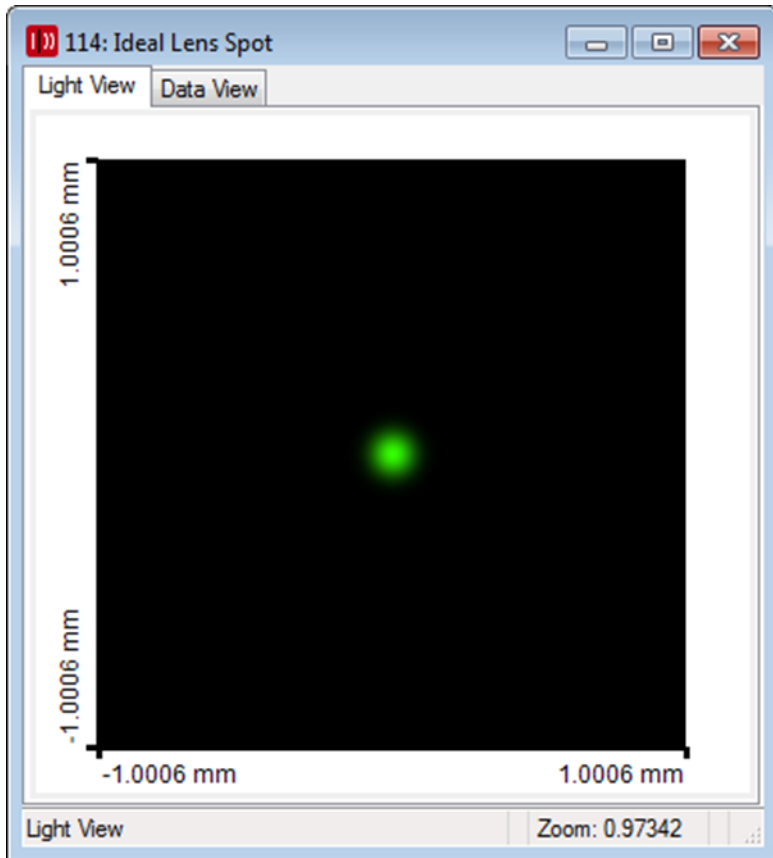 114: Ideal Lens Spot
Light View
Data View
1.0006 mm
-1.0006 mm
-1.0006 mm
1.0006 mm
Light View
Zoom: 0.97342